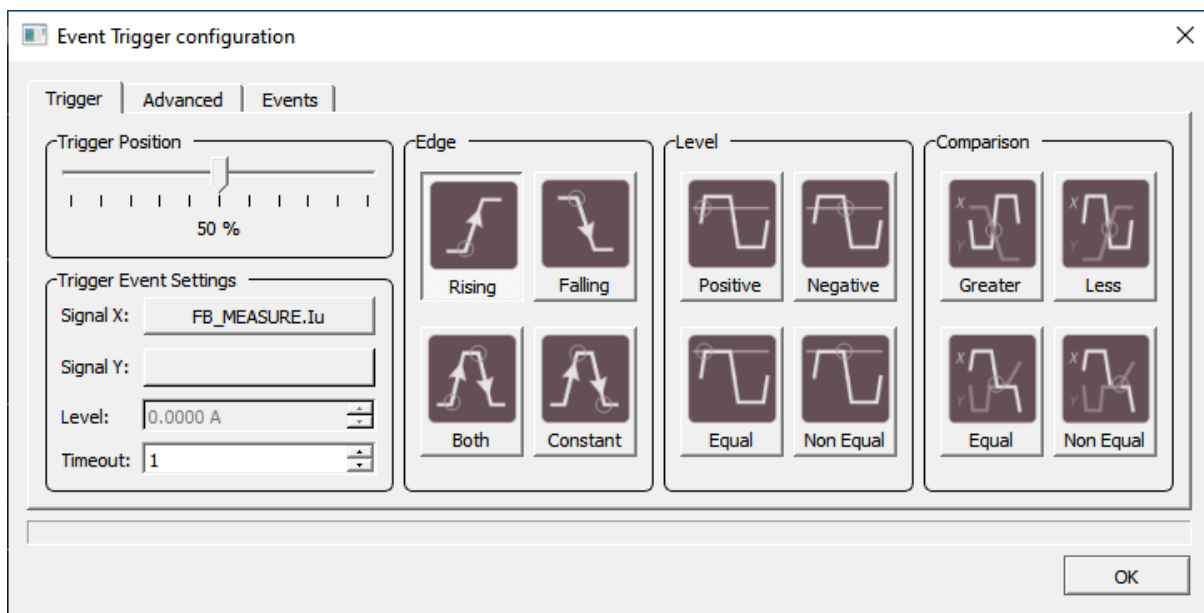 Event Trigger configuration
Trigger
Advanced
Events
Trigger Position
50 %
Trigger Event Settings
Signal X:
FB_MEASURE.Iu
Signal Y:
Level:
0.0000 A
Timeout:
1
Edge
Rising
Falling
Both
Constant
Level
Positive
Negative
Equal
Non Equal
Comparison
X
Y
Greater
X
Y
Less
X
Y
Equal
X
Y
Non Equal
OK